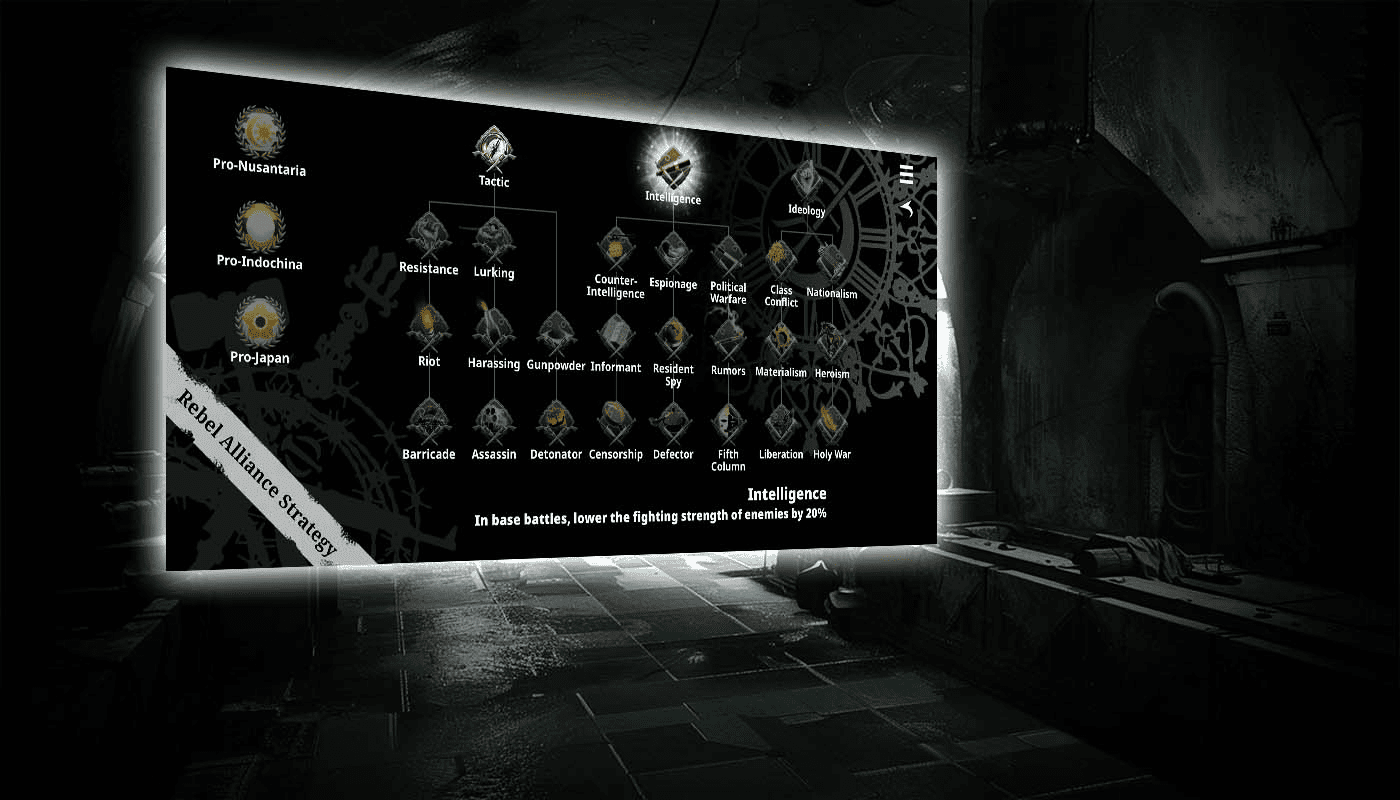 Pro-Nusantaria
Pro-Indochina
Pro-Japan
Rebel Alliance Strategy
Tactic
Intelligence
Ideology
Resistance
Lurking
Counter-
Intelligence
Espionage
Political
Warfare
Class
Conflict
Nationalism
Riot
Harassing
Gunpowder
Informant
Resident
Spy
Rumors
Materialism
Heroism
Barricade
Assassin
Detonator
Censorship
Defector
Fifth
Column
Liberation
Holy War
Intelligence
In base battles, lower the fighting strength of enemies by 20%